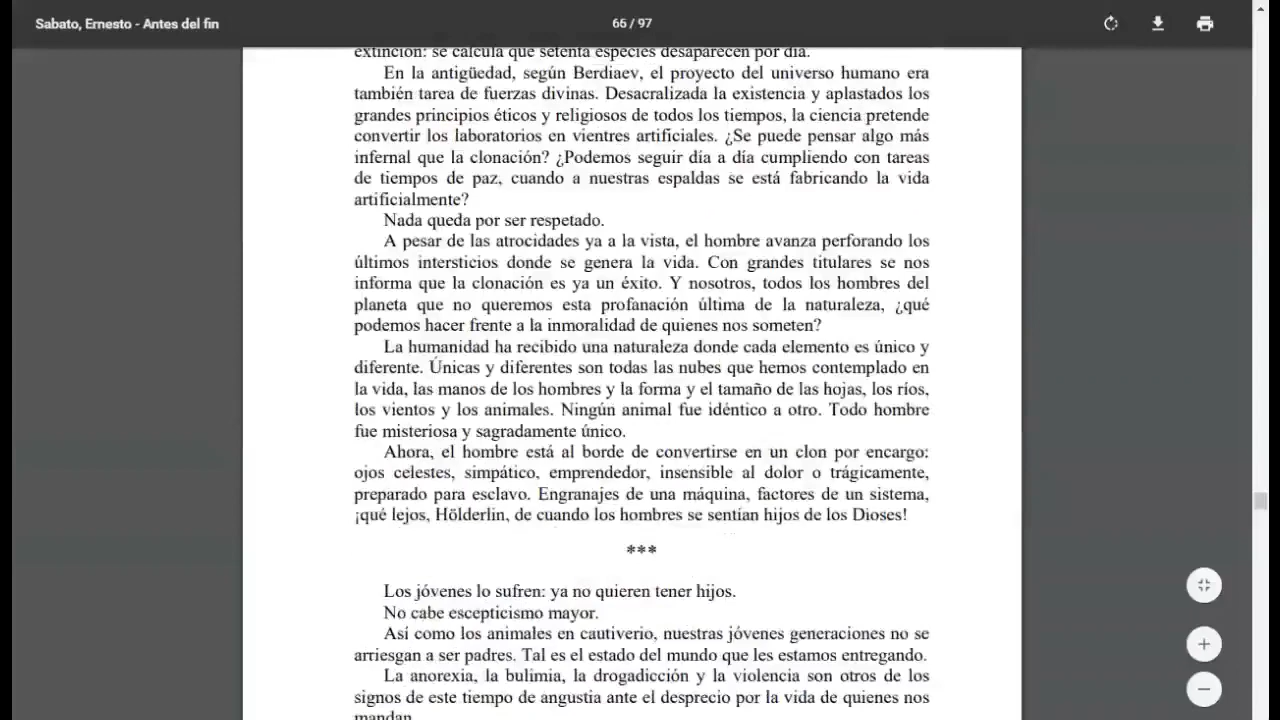 Sabato, Ernesto - Antes del fin
66 / 97
extinción: se calcula que setenta especies desaparecen por día.
En la antigüedad, según Berdiaev, el proyecto del universo humano era
también tarea de fuerzas divinas. Desacralizada la existencia y aplastados los
grandes principios éticos y religiosos de todos los tiempos, la ciencia pretende
convertir los laboratorios en vientres artificiales. ¿Se puede pensar algo más
infernal que la clonación? ¿Podemos seguir día a día cumpliendo con tareas
de tiempos de paz, cuando a nuestras espaldas se está fabricando la vida
artificialmente?
Nada queda por ser respetado.
A pesar de las atrocidades ya a la vista, el hombre avanza perforando los
últimos intersticios donde se genera la vida. Con grandes titulares se nos
informa que la clonación es ya un éxito. Y nosotros, todos los hombres del
planeta que no queremos esta profanación última de la naturaleza, ¿qué
podemos hacer frente a la inmoralidad de quienes nos someten?
La humanidad ha recibido una naturaleza donde cada elemento es único y
diferente. Únicas y diferentes son todas las nubes que hemos contemplado en
la vida, las manos de los hombres y la forma y el tamaño de las hojas, los ríos,
los vientos y los animales. Ningún animal fue idéntico a otro. Todo hombre
fue misteriosa y sagradamente único.
Ahora, el hombre está al borde de convertirse en un clon por encargo:
ojos celestes, simpático, emprendedor, insensible al dolor o trágicamente,
preparado para esclavo. Engranajes de una máquina, factores de un sistema,
¡qué lejos, Hölderlin, de cuando los hombres se sentían hijos de los Dioses!
***
Los jóvenes lo sufren: ya no quieren tener hijos.
No cabe escepticismo mayor.
Así como los animales en cautiverio, nuestras jóvenes generaciones no se
arriesgan a ser padres. Tal es el estado del mundo que les estamos entregando.
La anorexia, la bulimia, la drogadicción y la violencia son otros de los
signos de este tiempo de angustia ante el desprecio por la vida de quienes nos
mandan.